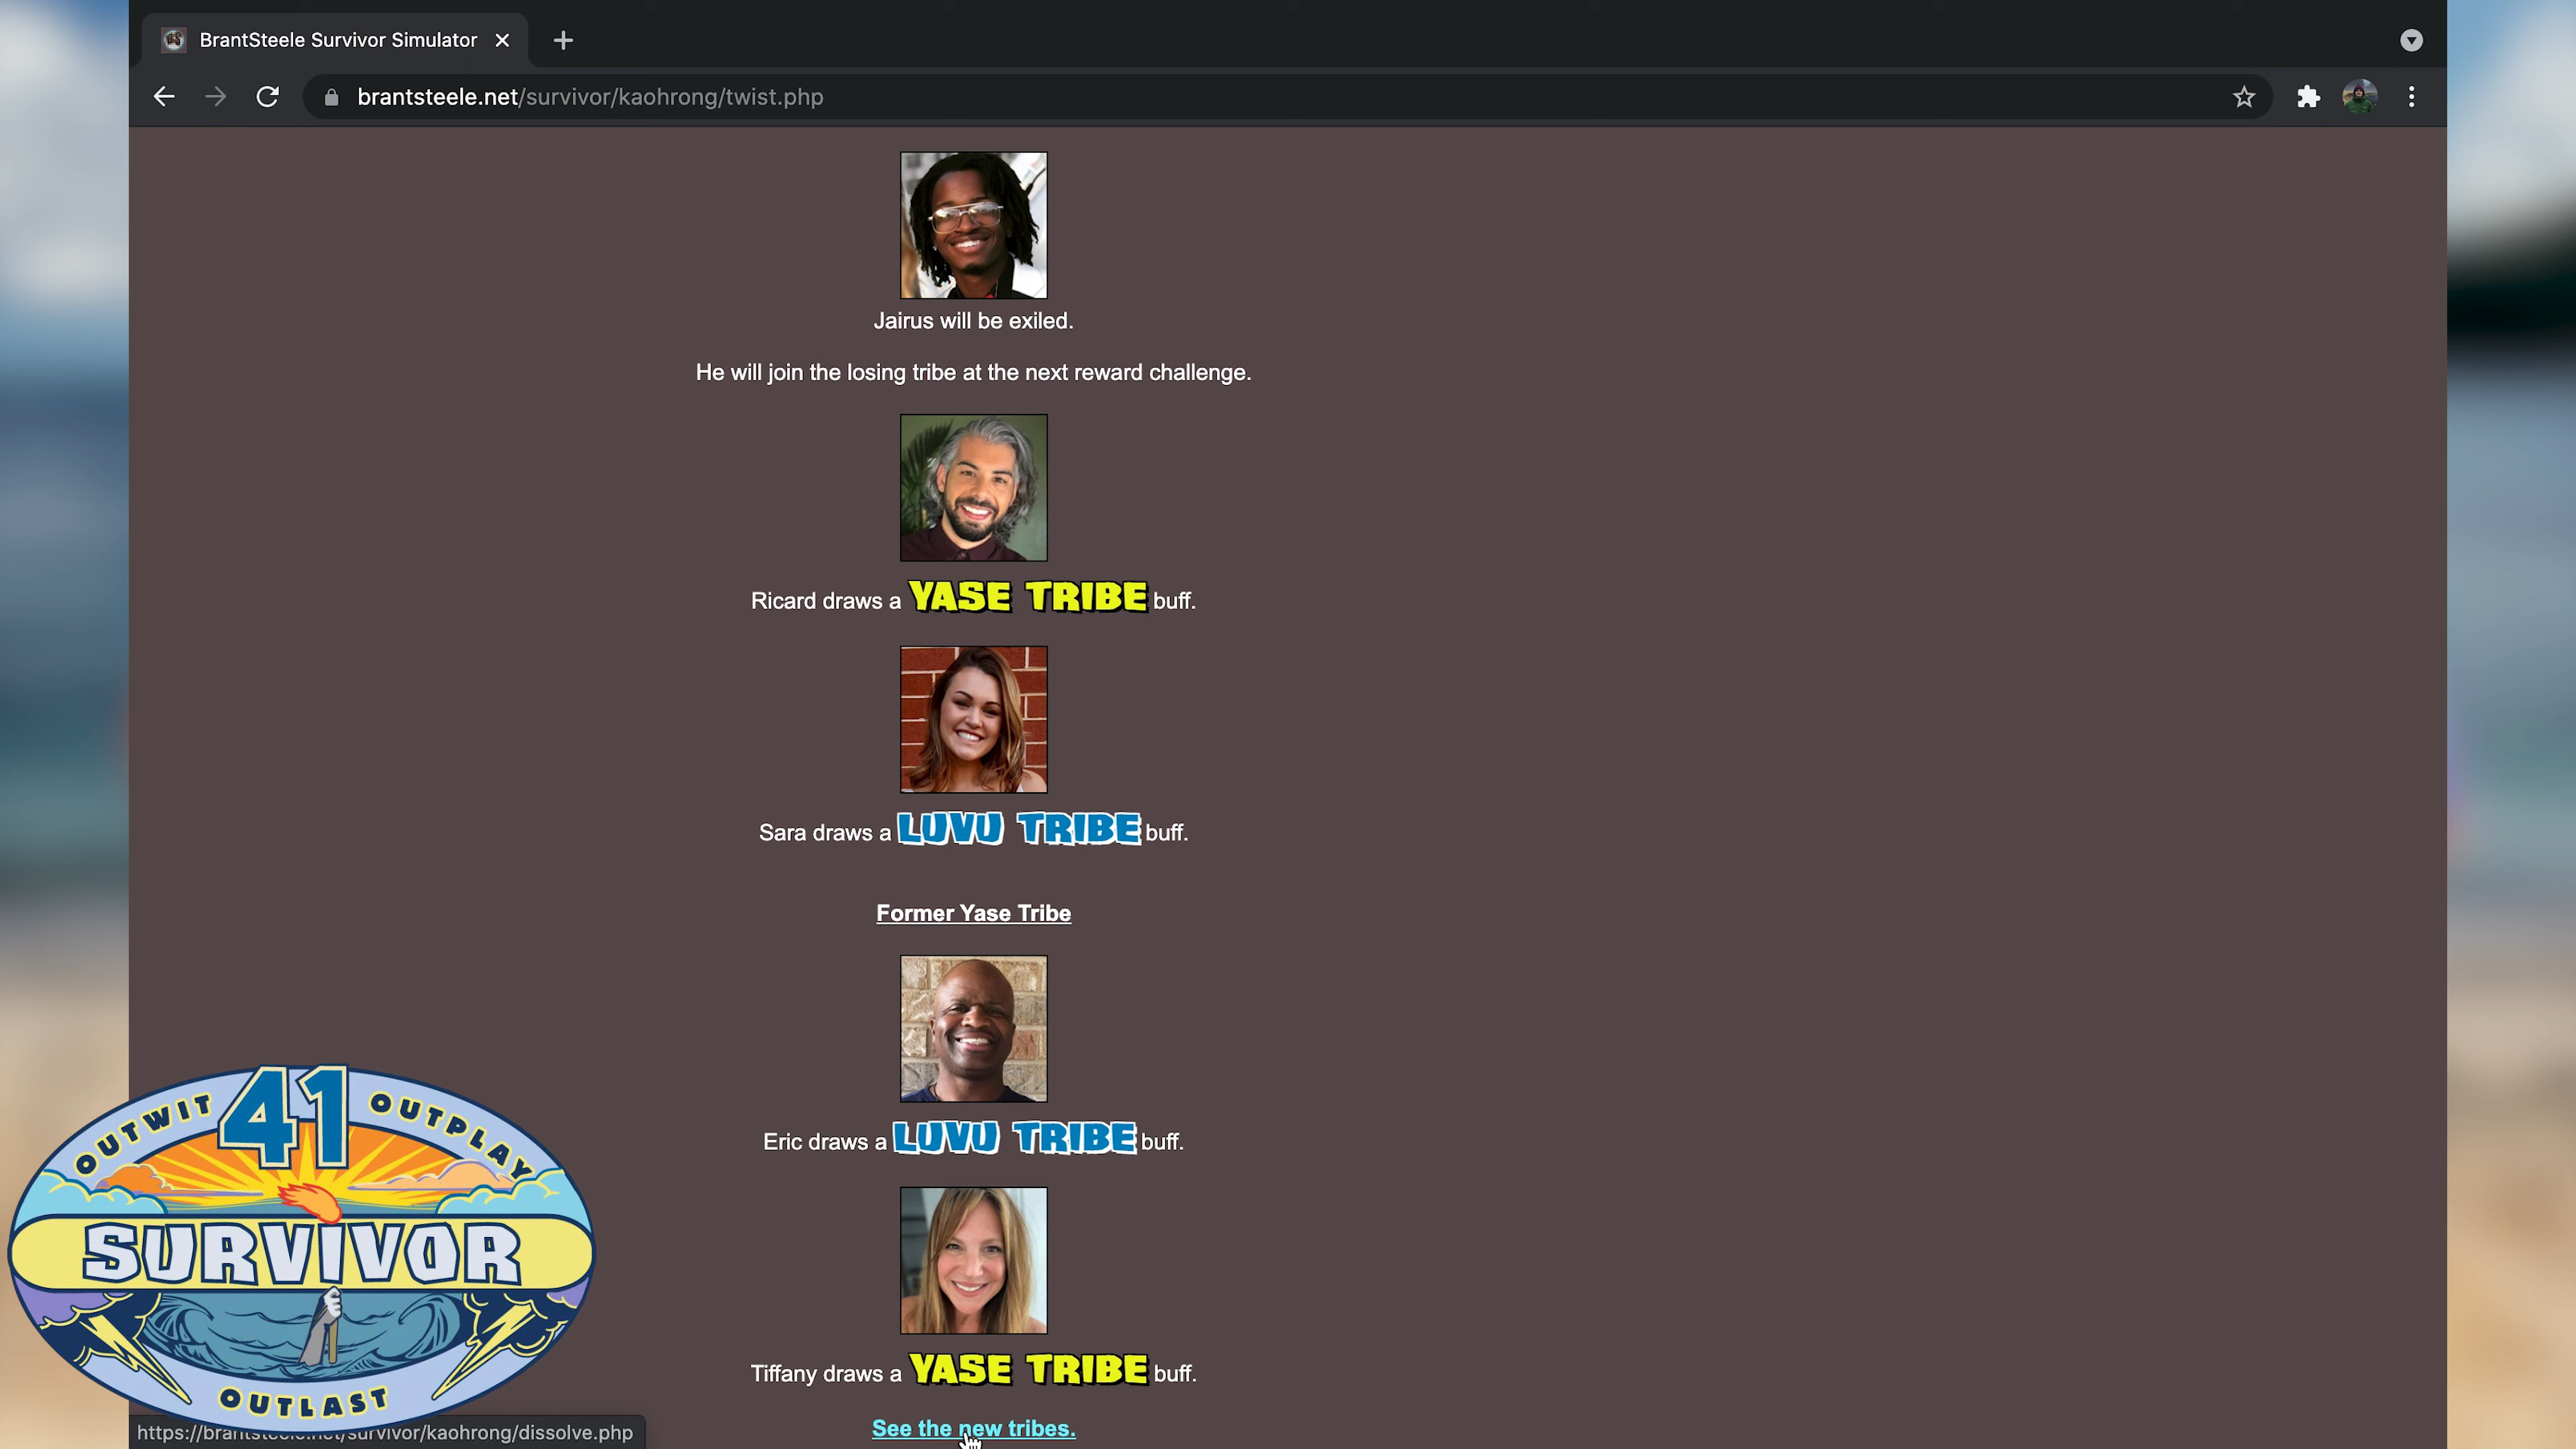 BrantSteele Survivor Simulator
brantsteele.net/survivor/kaohrong/twist.php
Jairus will be exiled.
He will join the losing tribe at the next reward challenge.
Ricard draws a YASE TRIBE buff.
Sara draws a LUVU TRIBE buff.
Former Yase Tribe
Eric draws a LUVU TRIBE buff.
Tiffany draws a YASE TRIBE buff.
See the new tribes.
41
OUTWIT OUTPLAY
SURVIVOR
OUTLAST
https://brantsteele.net/survivor/kaohrong/dissolve.php